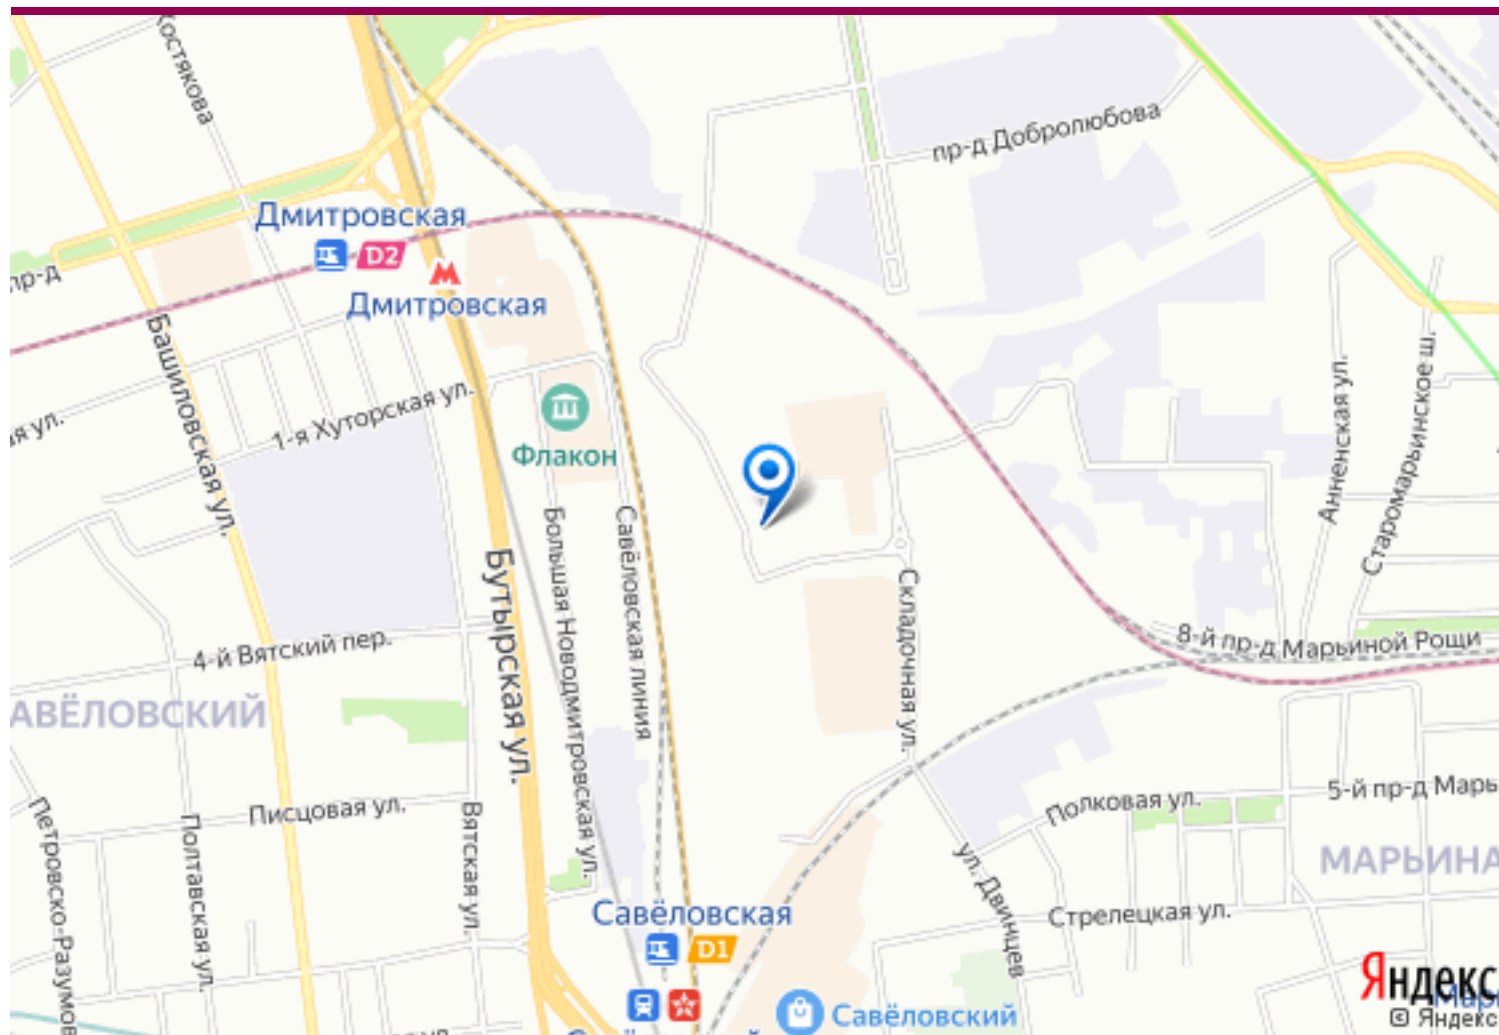 Костякова
пр-д Добролюбова
Дмитровская
D2
пр-д
Дмитровская
Башиловская ул.
1-я Хуторская ул.
ул.
Флакон
Анненская ул.
Старомарьинское ш.
Большая Новодмитровская ул.
Савёловская линия
Бутырская ул.
Складочная ул.
4-й Вятский пер.
8-й пр-д Марьиной Рощи
АВЁЛОВСКИЙ
Писцовая ул.
Вятская ул.
Полковая ул.
5-й пр-д Марь
Петровско-Разумов
Полтавская ул.
МАРЬИНА
ул. Двинцев
Стрелецкая ул.
Савёловская
D1
Савёловский
Яндекс
© Яндекс